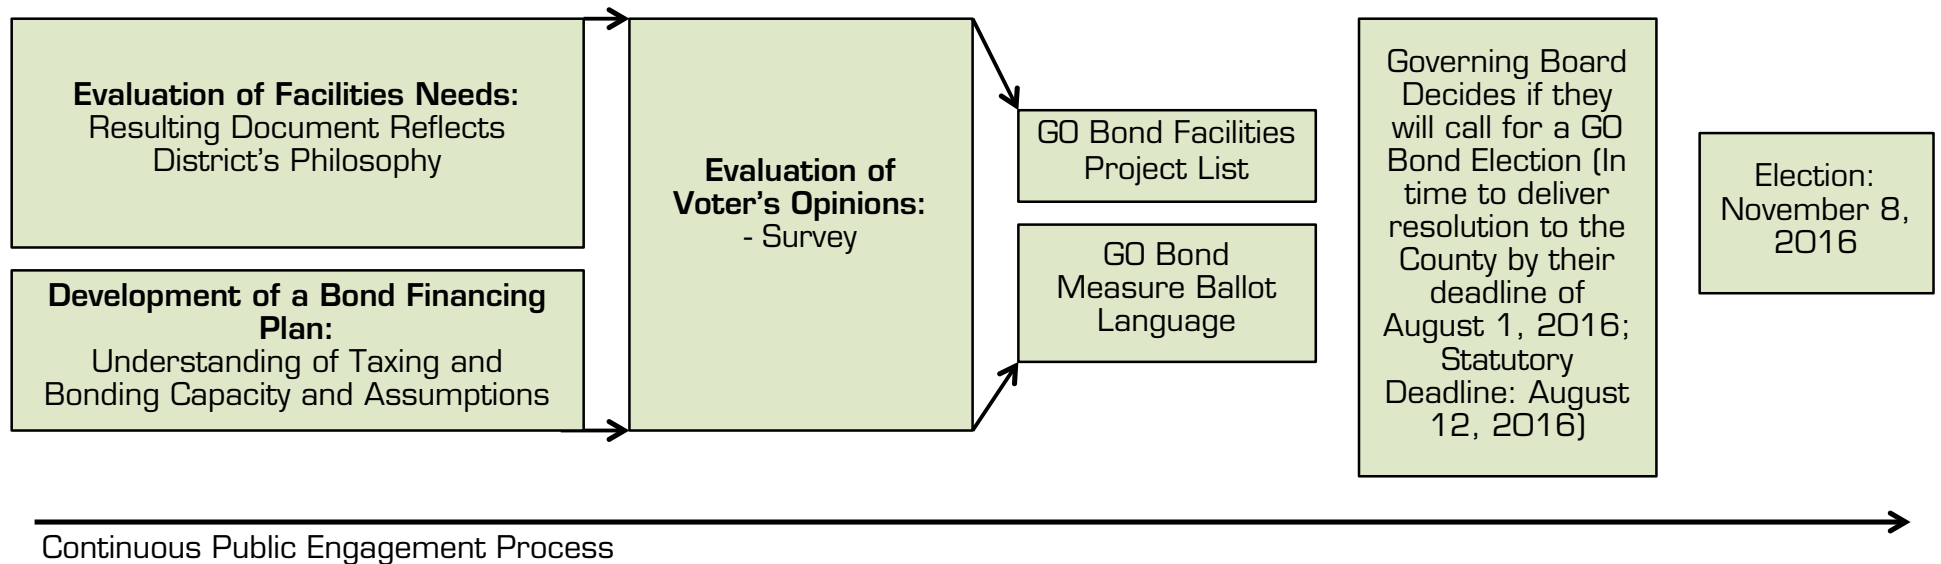 Evaluation of Facilities Needs:
Resulting Document Reflects
District's Philosophy
Development of a Bond Financing
Plan:
Understanding of Taxing and
Bonding Capacity and Assumptions
Evaluation of
Voter's Opinions:
- Survey
GO Bond Facilities
Project List
GO Bond
Measure Ballot
Language
Governing Board
Decides if they
will call for a GO
Bond Election (In
time to deliver
resolution to the
County by their
deadline of
August 1, 2016;
Statutory
Deadline: August
12, 2016)
Election:
November 8,
2016
Continuous Public Engagement Process